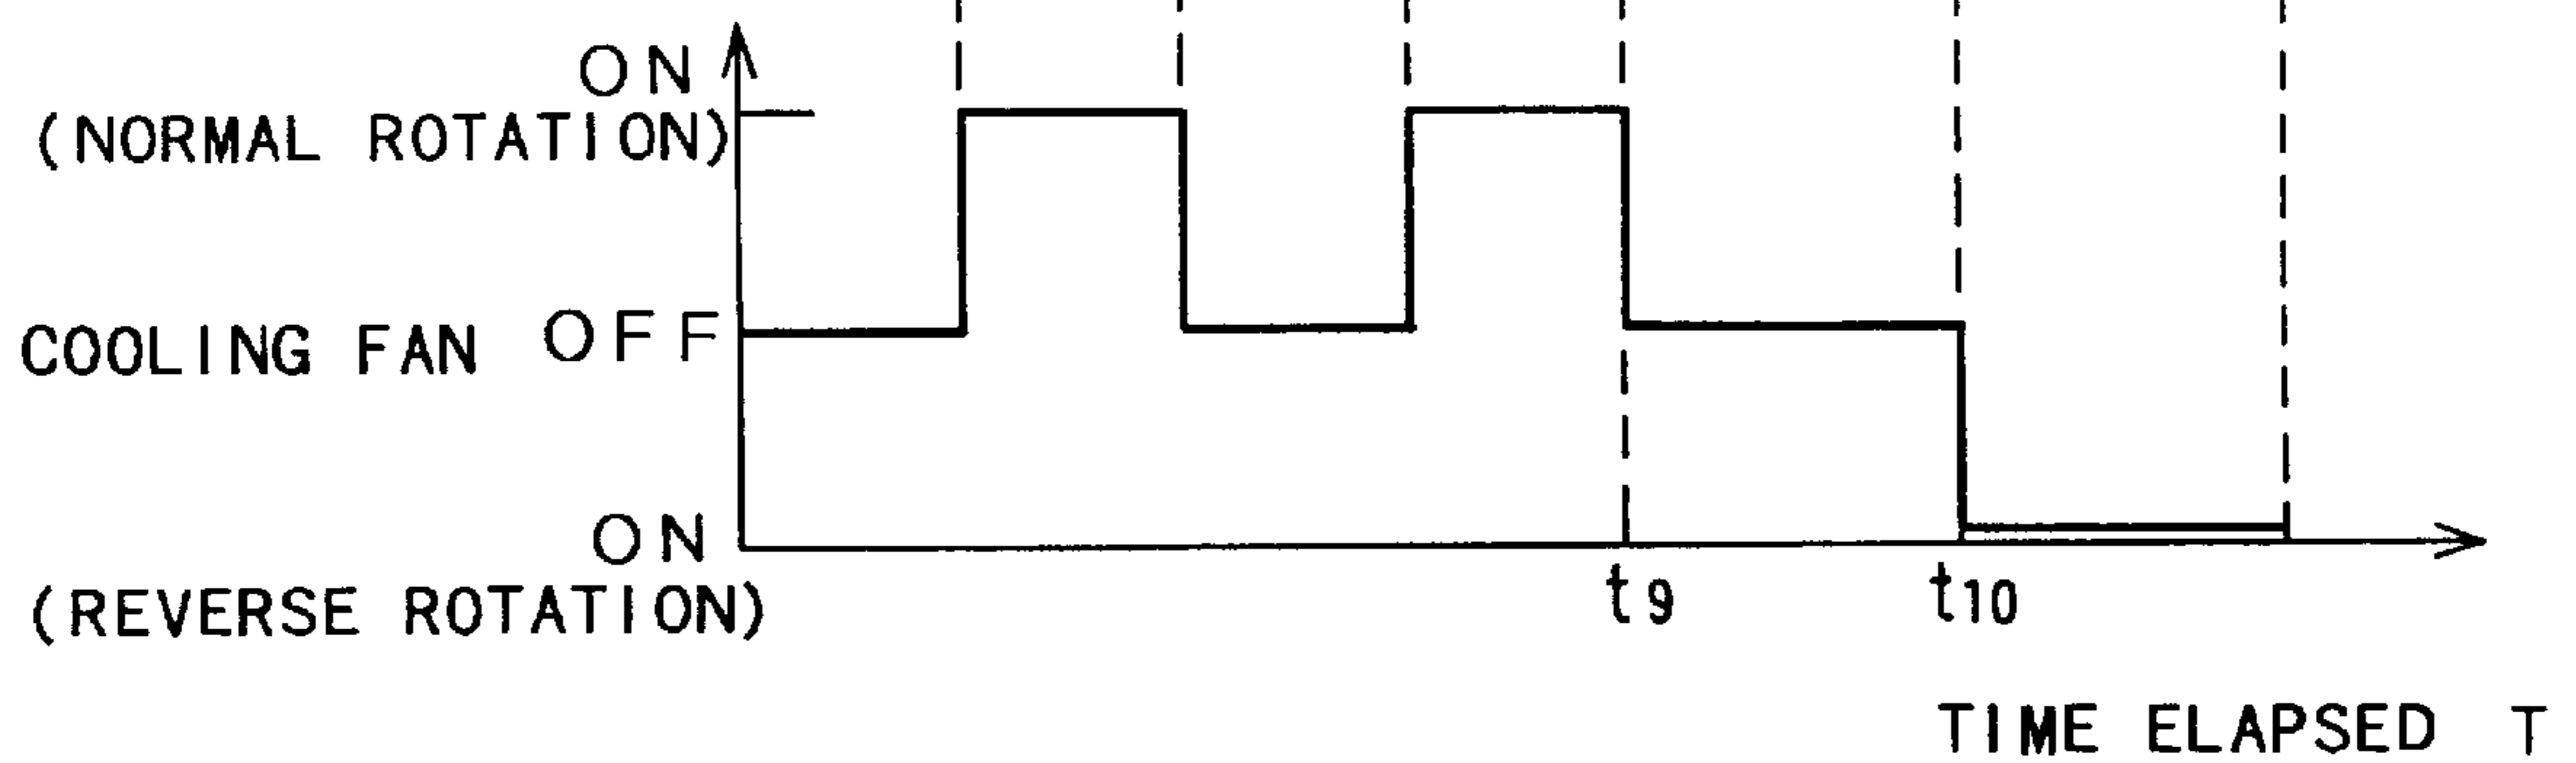 ON
(NORMAL ROTATION)
COOLING FAN OFF
ON
(REVERSE ROTATION)
t9 t10
TIME ELAPSED T